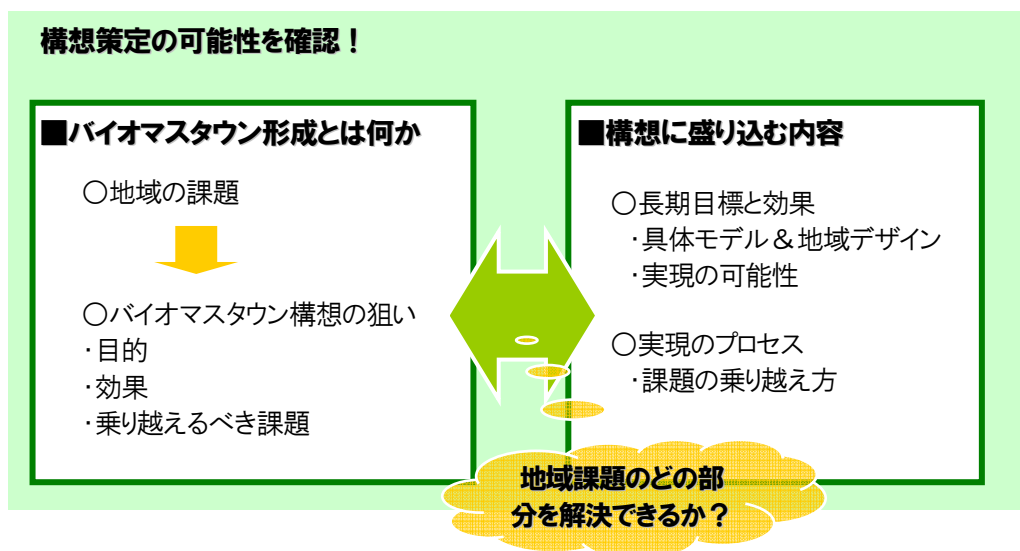 構想策定の可能性を確認！
■バイオマスタウン形成とは何か
○地域の課題
○バイオマスタウン構想の狙い
・目的
・効果
・乗り越えるべき課題
■構想に盛り込む内容
○長期目標と効果
・具体モデル＆地域デザイン
・実現の可能性
○実現のプロセス
・課題の乗り越え方
地域課題のどの部
分を解決できるか？